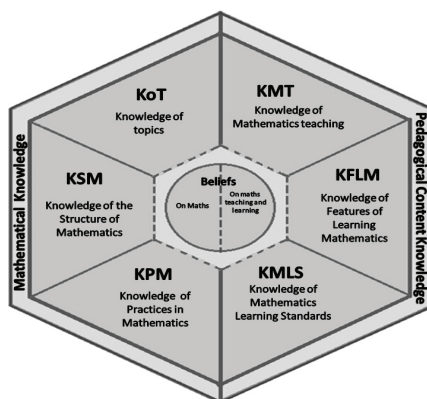 KoT
Knowledge of
topics
KMT
Knowledge of
Mathematics teaching
KSM
Knowledge of the
Structure of
Mathematics
Beliefs
On Maths
On maths
teaching and
learning
KFLM
Knowledge of
Features of
Learning
Mathematics
KPM
Knowledge of
Practices in
Mathematics
KMLS
Knowledge of
Mathematics
Learning Standards
Mathematical Knowledge
Pedagogical Content Knowledge